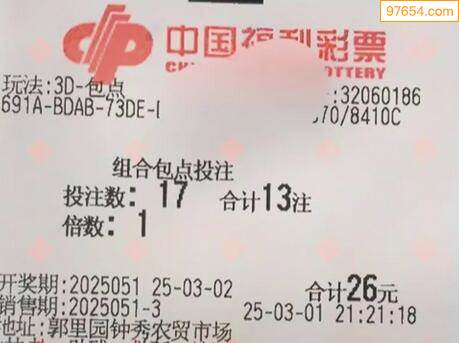 97654.com
中国福利彩票
CH LOTTERY
玩法:3D-包点
:32060186
691A-BDAB-73DE-
70/8410C
组合包点投注
投注数: 17 合计13注
倍数: 1
开奖期:2025051 25-03-02 合计26元
销售期:2025051-3 25-03-01 21:21:18
地址: 郭里园钟秀农贸市场